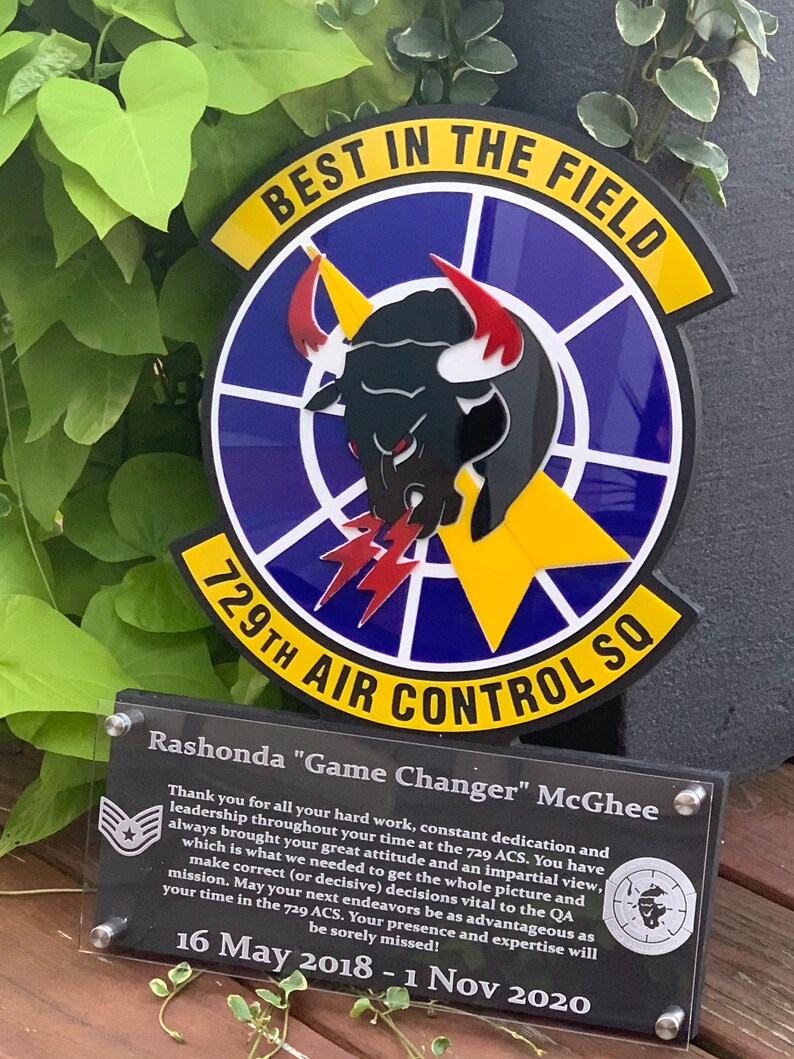 BEST IN THE FIELD
729TH AIR CONTROL SQ
Rashonda "Game Changer" McGhee
Thank you for all your hard work, constant dedication and
leadership throughout your time at the 729 ACS. You have
always brought your great attitude and an impartial view,
which is what we needed to get the whole picture and
make correct (or decisive) decisions vital to the QA
mission. May your next endeavors be as advantageous as
your time in the 729 ACS. Your presence and expertise will
be sorely missed!
16 May 2018 - 1 Nov 2020